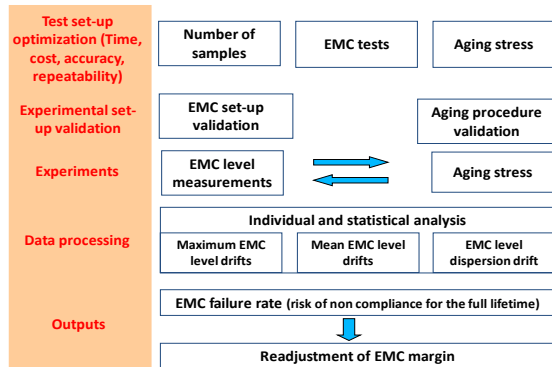 Test set-up
optimization (Time,
cost, accuracy,
repeatability)
Number of
samples
EMC tests
Aging stress
Experimental set-
up validation
EMC set-up
validation
Aging procedure
validation
Experiments
EMC level
measurements
Aging stress
Data processing
Individual and statistical analysis
Maximum EMC
level drifts
Mean EMC level
drifts
EMC level
dispersion drift
Outputs
EMC failure rate (risk of non compliance for the full lifetime)
Readjustment of EMC margin